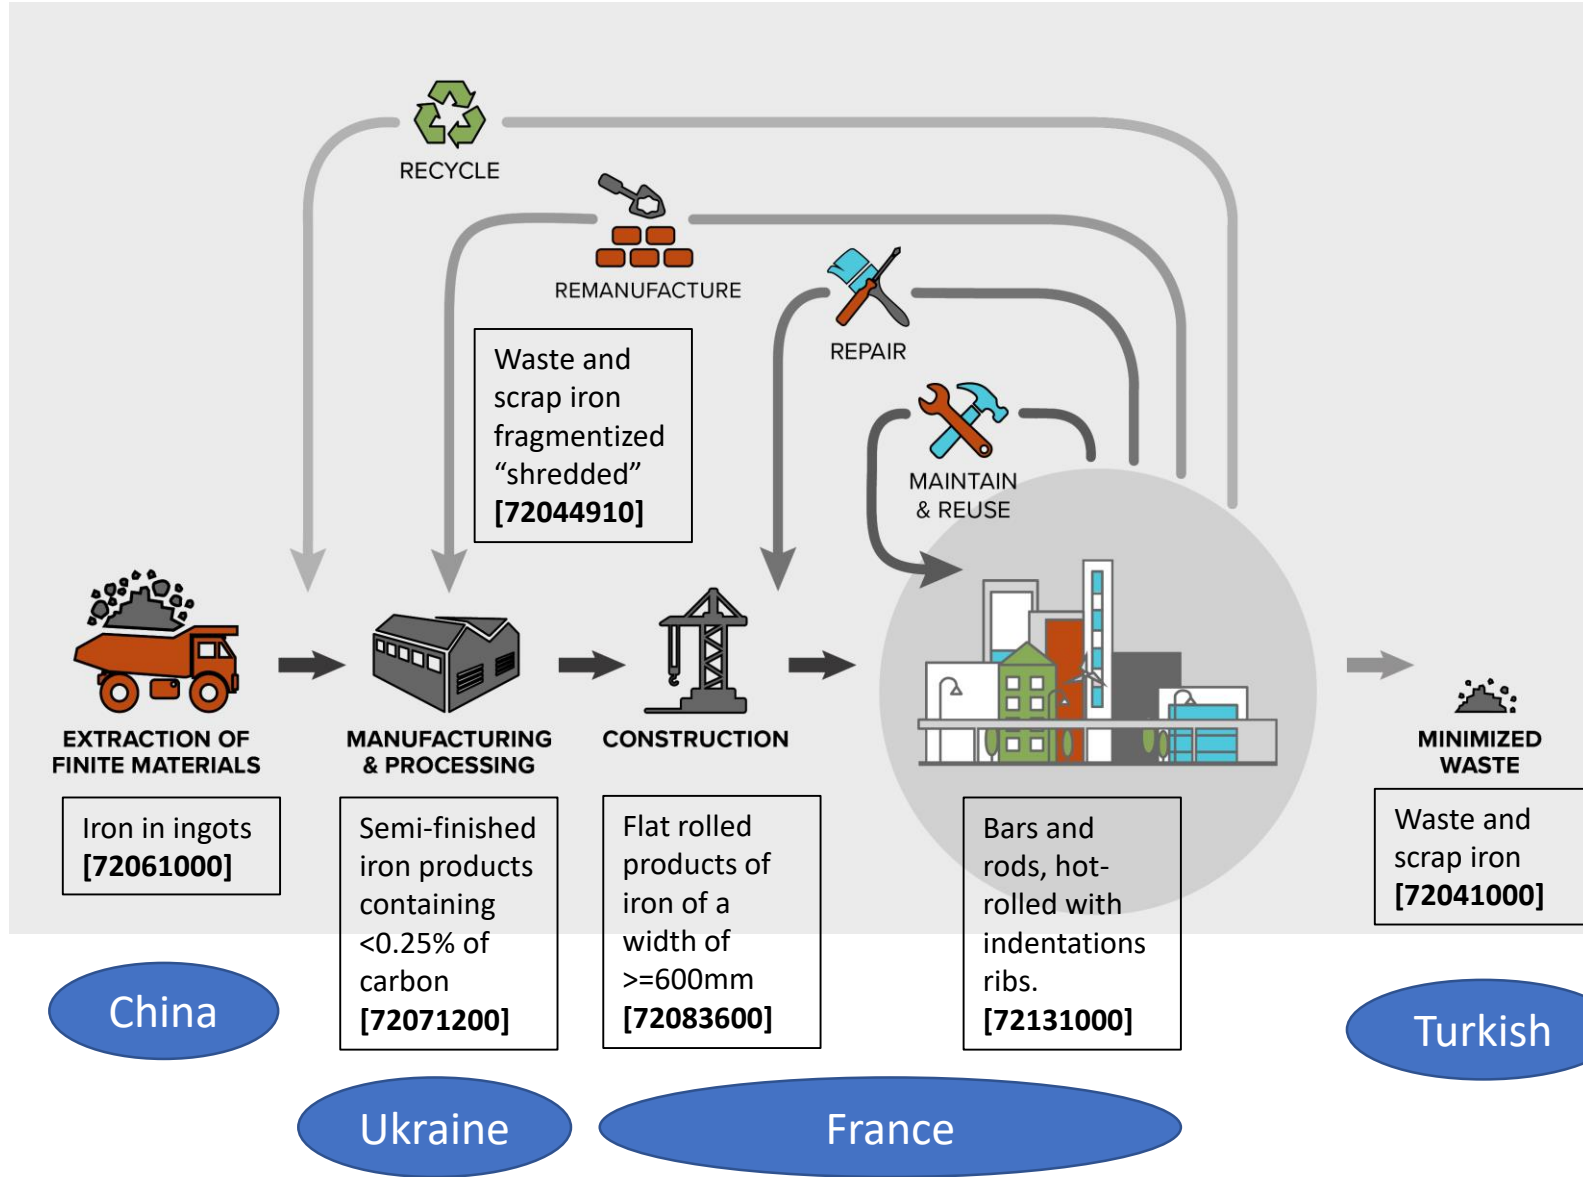 RECYCLE
REMANUFACTURE
REPAIR
MAINTAIN
& REUSE
Waste and
scrap iron
fragmentized
“shredded”
[72044910]
EXTRACTION OF
FINITE MATERIALS
MANUFACTURING
& PROCESSING
CONSTRUCTION
MINIMIZED
WASTE
Iron in ingots
[72061000]
Semi-finished
iron products
containing
<0.25% of
carbon
[72071200]
Flat rolled
products of
iron of a
width of
>=600mm
[72083600]
Bars and
rods, hot-
rolled with
indentations
ribs.
[72131000]
Waste and
scrap iron
[72041000]
China
Ukraine
France
Turkish